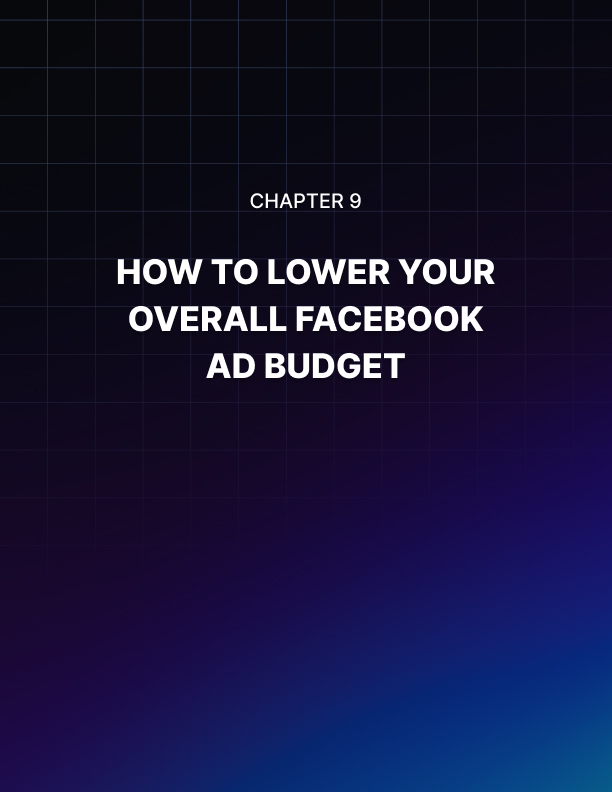 CHAPTER 9
HOW TO LOWER YOUR
OVERALL FACEBOOK
AD BUDGET